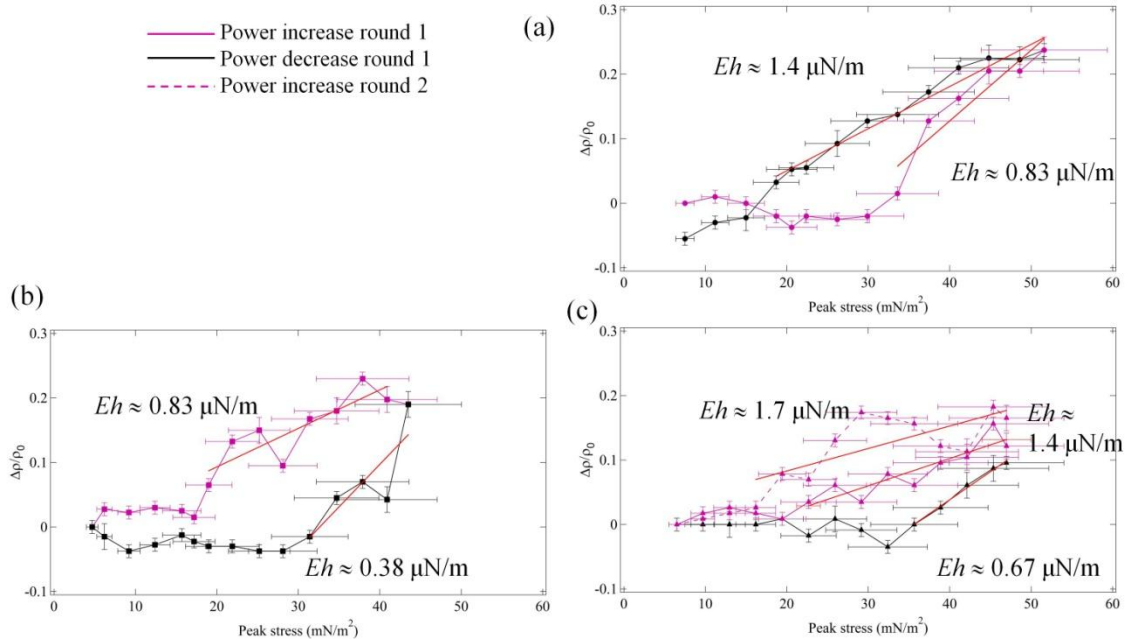 Power increase round 1
Power decrease round 1
Power increase round 2
(a)
0.3
0.2
0.1
0
-0.1
Δρ/ρ0
Eh ≈ 1.4 μN/m
Eh ≈ 0.83 μN/m
0 10 20 30 40 50 60
Peak stress (mN/m²)
(b)
0.3
0.2
0.1
0
-0.1
Δρ/ρ0
Eh ≈ 0.83 μN/m
Eh ≈ 0.38 μN/m
0 10 20 30 40 50 60
Peak stress (mN/m²)
(c)
0.3
0.2
0.1
0
-0.1
Δρ/ρ0
Eh ≈ 1.7 μN/m
Eh ≈
1.4 μN/m
Eh ≈ 0.67 μN/m
0 10 20 30 40 50 60
Peak stress (mN/m²)